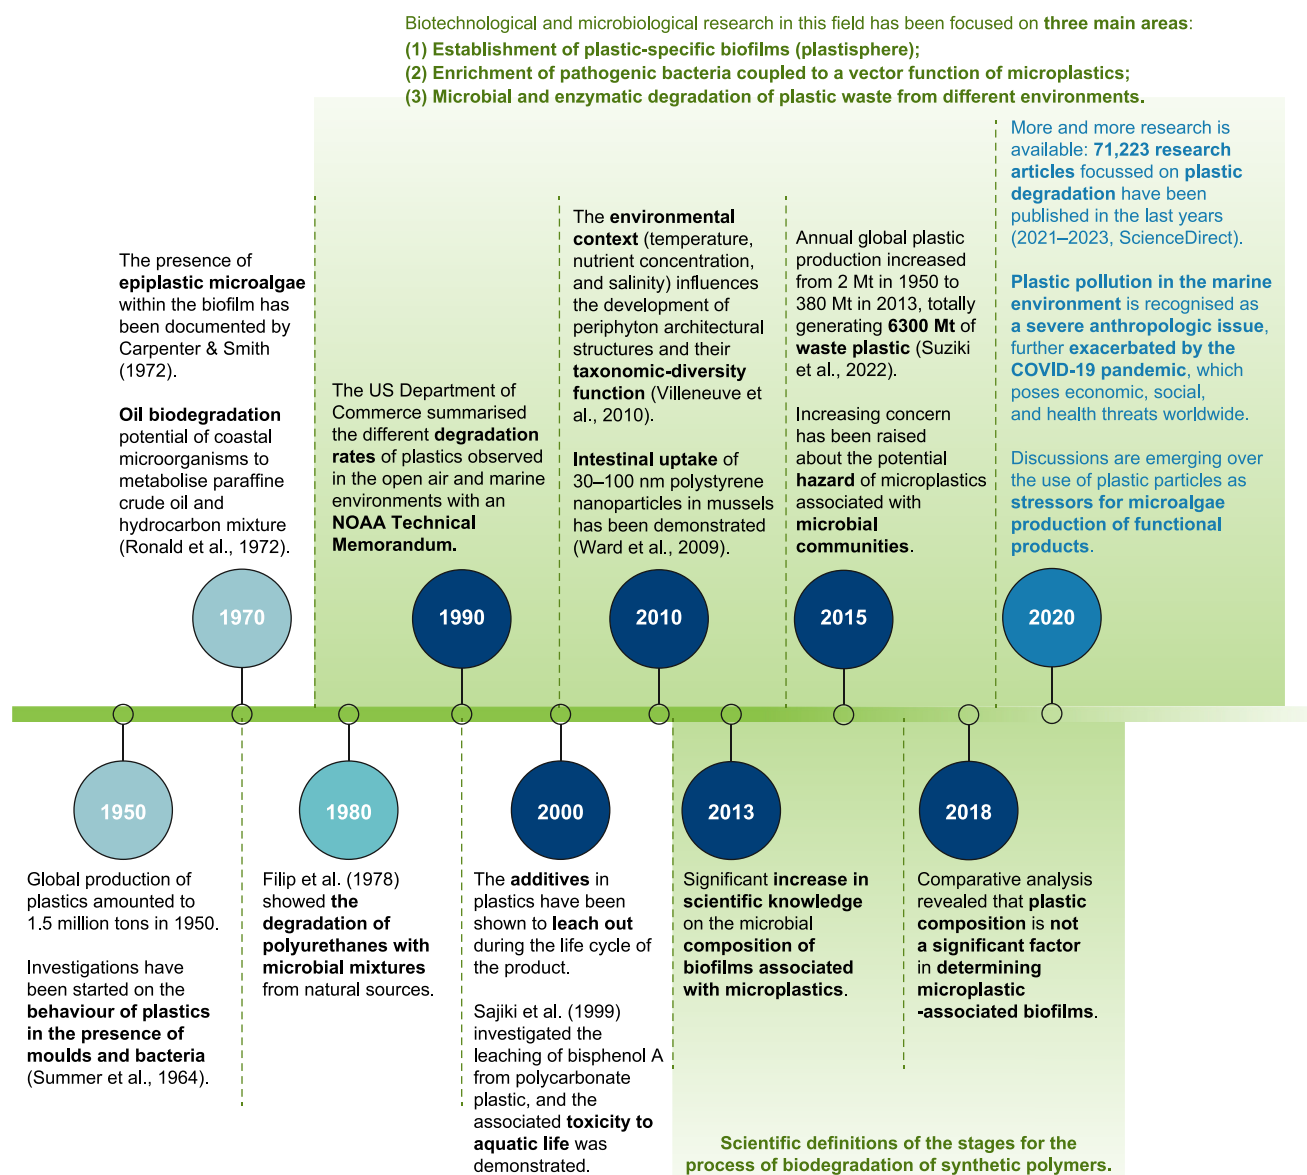 Biotechnological and microbiological research in this field has been focused on three main areas:
(1) Establishment of plastic-specific biofilms (plastisphere);
(2) Enrichment of pathogenic bacteria coupled to a vector function of microplastics;
(3) Microbial and enzymatic degradation of plastic waste from different environments.
The presence of
epiplastic microalgae
within the biofilm has
been documented by
Carpenter & Smith
(1972).
Oil biodegradation
potential of coastal
microorganisms to
metabolise paraffine
crude oil and
hydrocarbon mixture
(Ronald et al., 1972).
The US Department of
Commerce summarised
the different degradation
rates of plastics observed
in the open air and marine
environments with an
NOAA Technical
Memorandum.
The environmental
context (temperature,
nutrient concentration,
and salinity) influences
the development of
periphyton architectural
structures and their
taxonomic-diversity
function (Villeneuve et
al., 2010).
Intestinal uptake of
30–100 nm polystyrene
nanoparticles in mussels
has been demonstrated
(Ward et al., 2009).
Annual global plastic
production increased
from 2 Mt in 1950 to
380 Mt in 2013, totally
generating 6300 Mt of
waste plastic (Suziki
et al., 2022).
Increasing concern
has been raised
about the potential
hazard of microplastics
associated with
microbial
communities.
More and more research is
available: 71,223 research
articles focussed on plastic
degradation have been
published in the last years
(2021–2023, ScienceDirect).
Plastic pollution in the marine
environment is recognised as
a severe anthropologic issue,
further exacerbated by the
COVID-19 pandemic, which
poses economic, social,
and health threats worldwide.
Discussions are emerging over
the use of plastic particles as
stressors for microalgae
production of functional
products.
1970
1990
2010
2015
2020
1950
1980
2000
2013
2018
Global production of
plastics amounted to
1.5 million tons in 1950.
Investigations have
been started on the
behaviour of plastics
in the presence of
moulds and bacteria
(Summer et al., 1964).
Filip et al. (1978)
showed the
degradation of
polyurethanes with
microbial mixtures
from natural sources.
The additives in
plastics have been
shown to leach out
during the life cycle of
the product.
Sajiki et al. (1999)
investigated the
leaching of bisphenol A
from polycarbonate
plastic, and the
associated toxicity to
aquatic life was
demonstrated.
Significant increase in
scientific knowledge
on the microbial
composition of
biofilms associated
with microplastics.
Comparative analysis
revealed that plastic
composition is not
a significant factor
in determining
microplastic
-associated biofilms.
Scientific definitions of the stages for the
process of biodegradation of synthetic polymers.